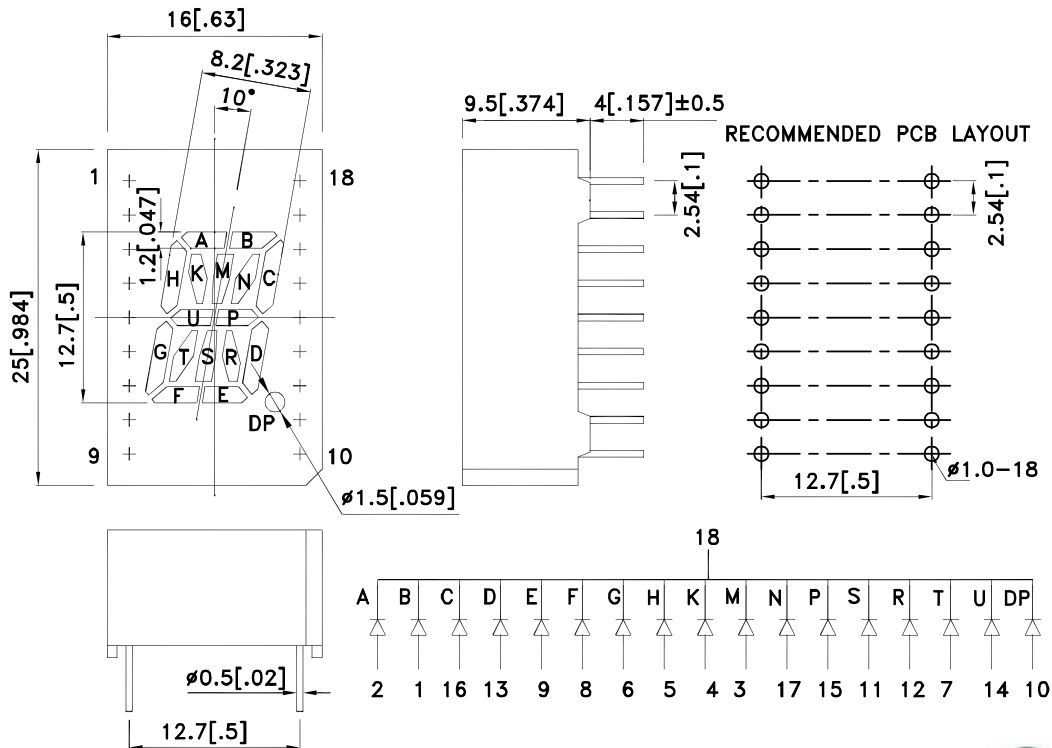 16[.63]
8.2[.323]
10°
9.5[.374] 4[.157]±0.5
RECOMMENDED PCB LAYOUT
1 18
2.54[.1]
2.54[.1]
1.2[.047]
A B
H K M N C
25[.984]
12.7[.5]
U P
G T S R D
F E
DP
9 10
ø1.0-18
12.7[.5]
ø1.5[.059]
18
A B C D E F G H K M N P S R T U DP
ø0.5[.02]
2 1 16 13 9 8 6 5 4 3 17 15 11 12 7 14 10
12.7[.5]